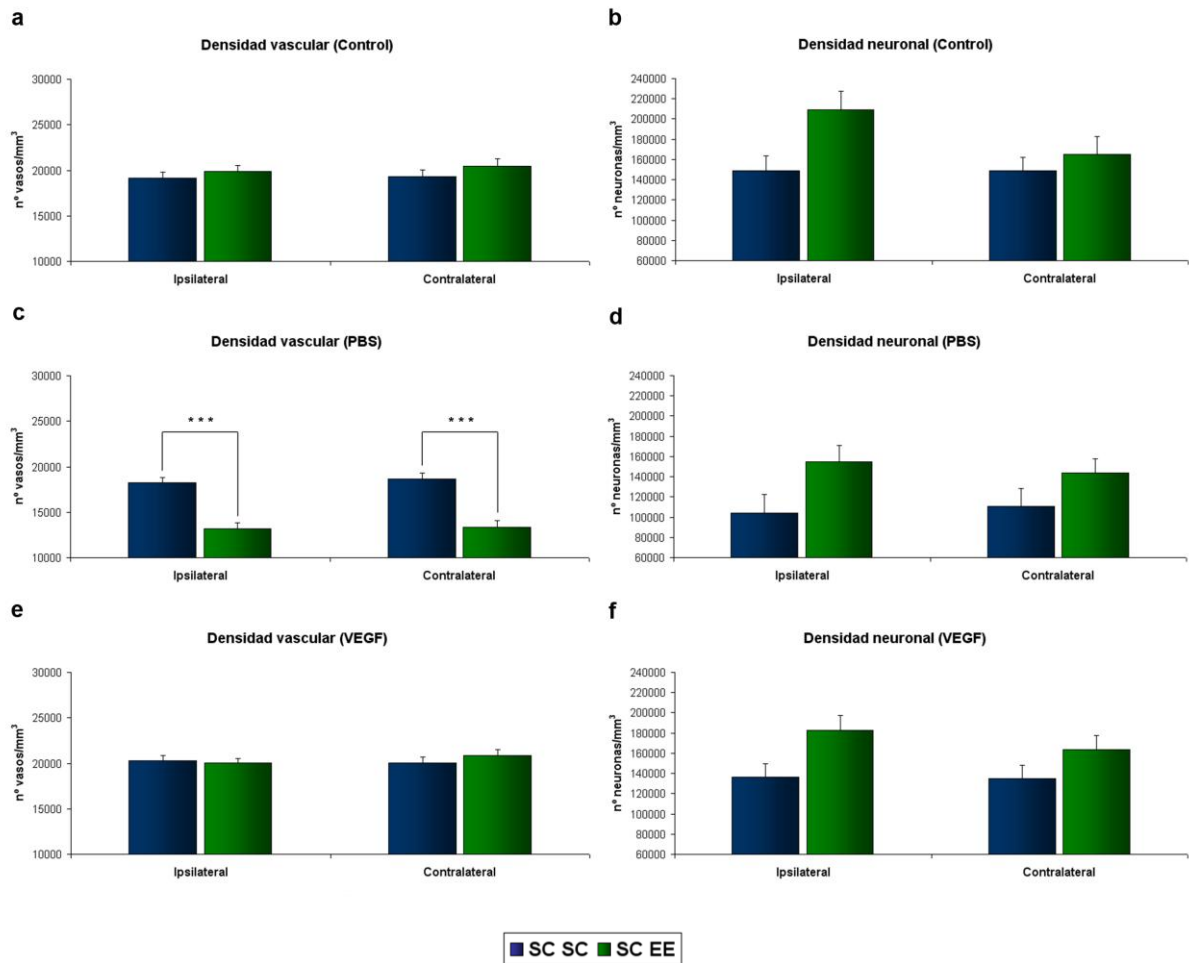 a
Densidad vascular (Control)
nº vasos/mm³
30000
25000
20000
15000
10000
Ipsilateral
Contralateral
b
Densidad neuronal (Control)
nº neuronas/mm³
240000
220000
200000
180000
160000
140000
120000
100000
80000
60000
Ipsilateral
Contralateral
c
Densidad vascular (PBS)
nº vasos/mm³
30000
25000
20000
15000
10000
* * *
* * *
Ipsilateral
Contralateral
d
Densidad neuronal (PBS)
nº neuronas/mm³
240000
220000
200000
180000
160000
140000
120000
100000
80000
60000
Ipsilateral
Contralateral
e
Densidad vascular (VEGF)
nº vasos/mm³
30000
25000
20000
15000
10000
Ipsilateral
Contralateral
f
Densidad neuronal (VEGF)
nº neuronas/mm³
240000
220000
200000
180000
160000
140000
120000
100000
80000
60000
Ipsilateral
Contralateral
SC SC SC EE